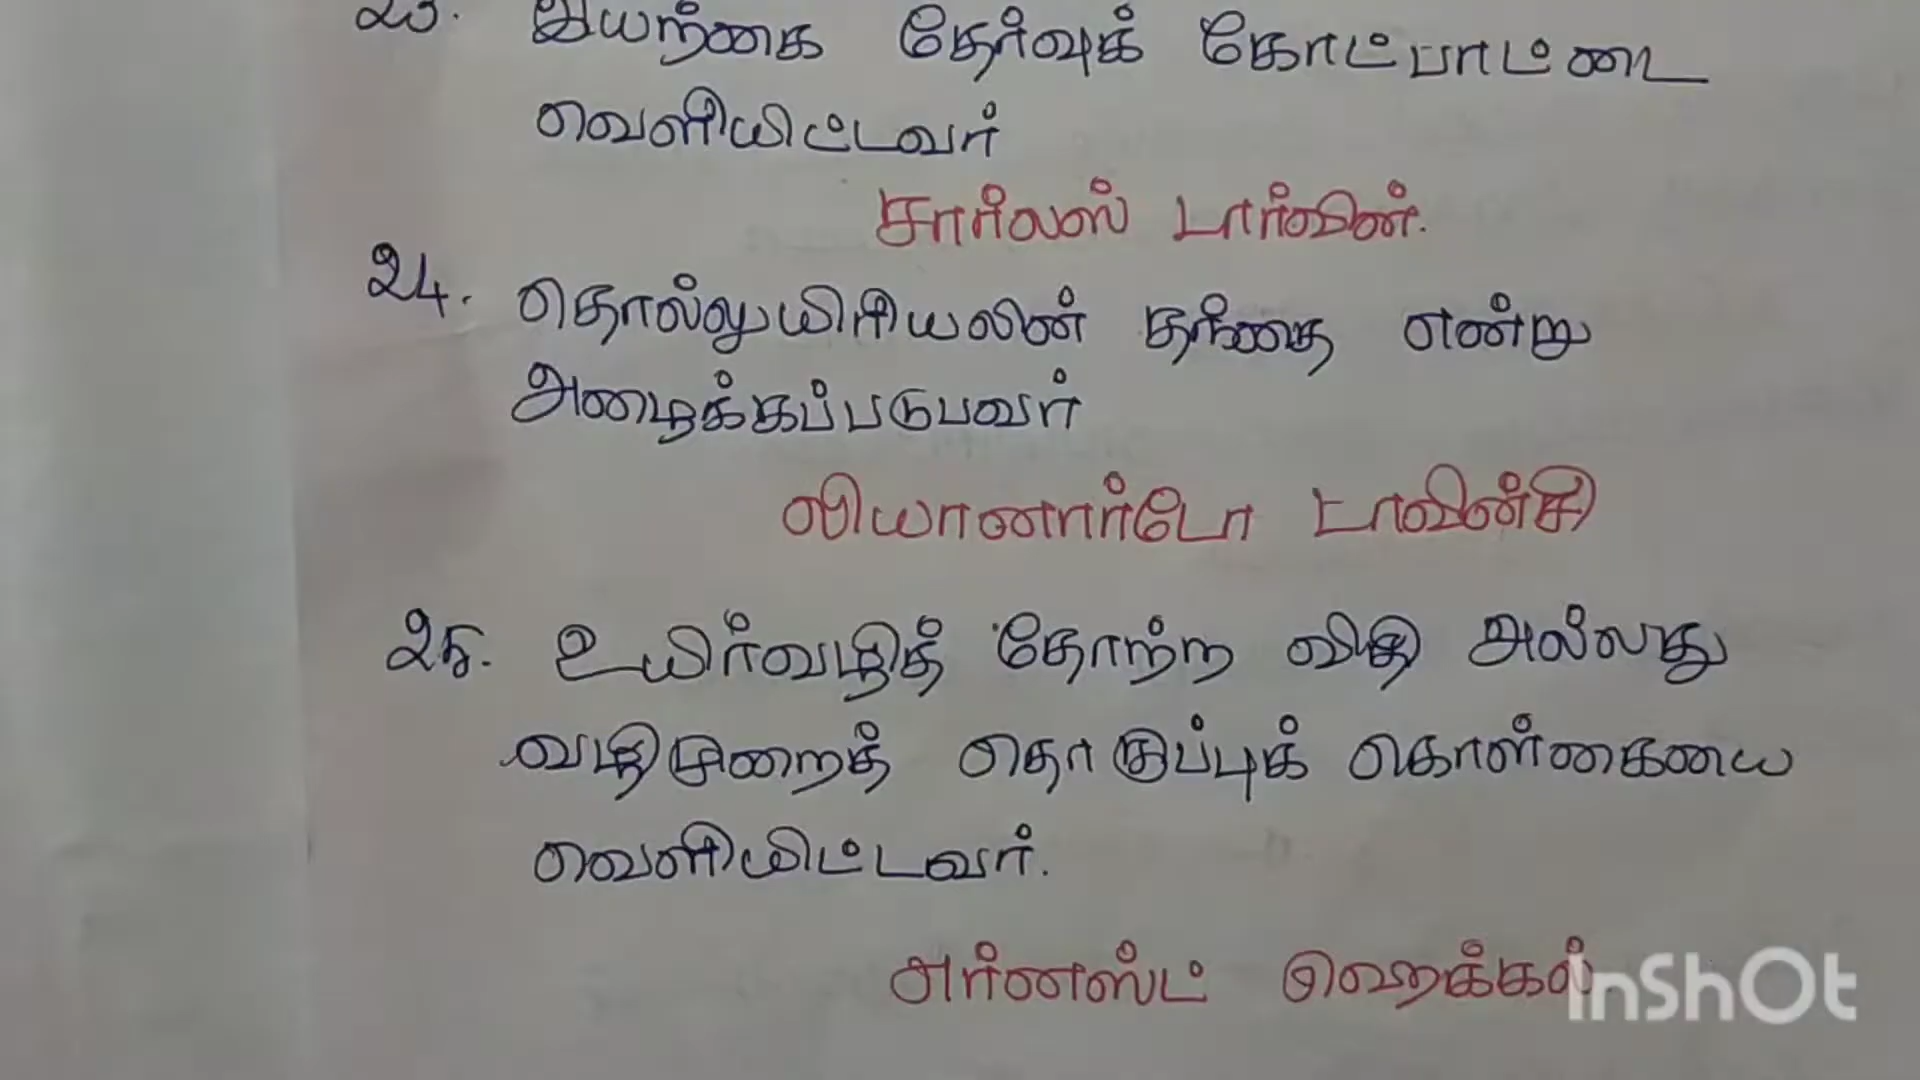 23. இயற்கை தேர்வுக் கோட்பாட்டை
வெளியிட்டவர்
சார்லஸ் டார்வின்.
24. தொல்லுயிரியலின் தந்தை என்று
அழைக்கப்படுபவர்
லியானார்டோ டாவின்சி
25. உயிர்வழித் தோற்ற விதி அல்லது
வழிமுறைத் தொகுப்புக் கொள்கையை
வெளியிட்டவர்.
அர்னஸ்ட் ஹெக்கல்
InShOt